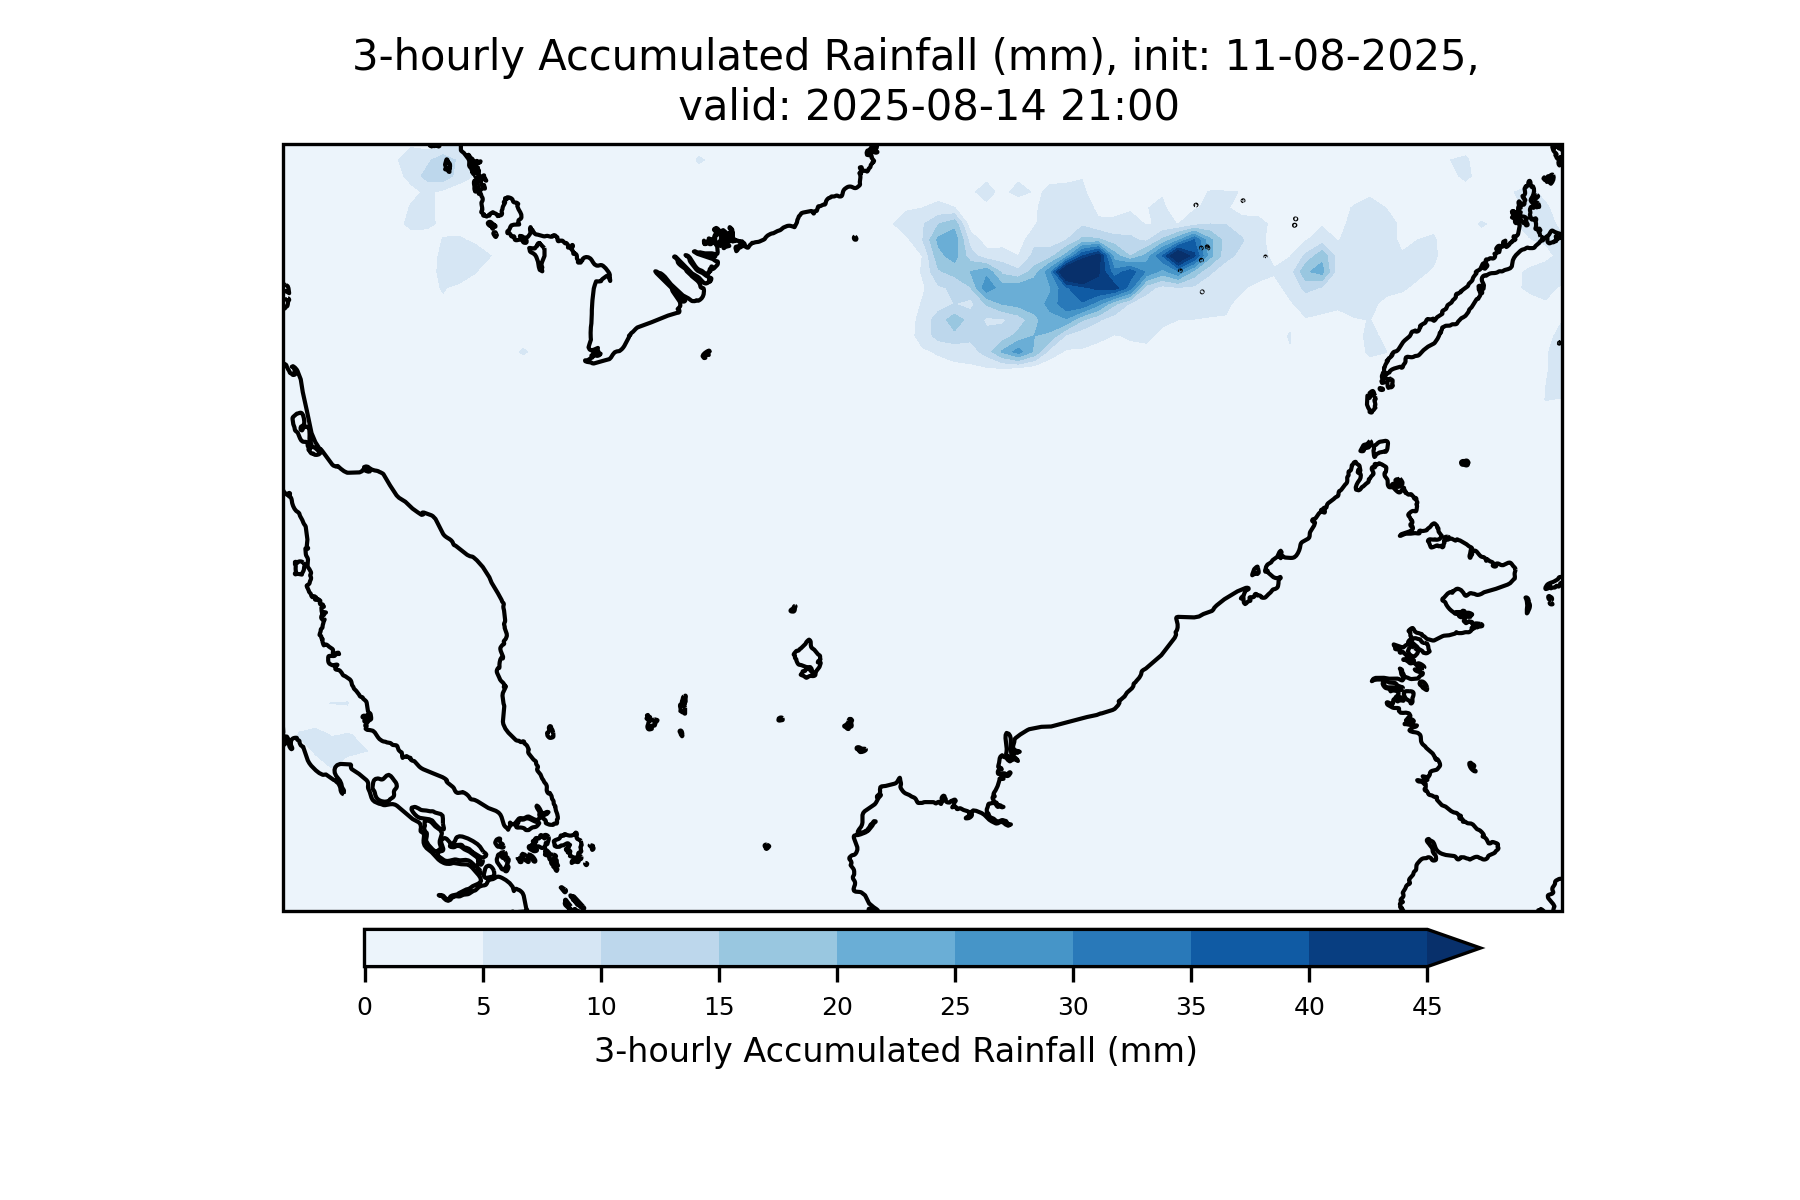 3-hourly Accumulated Rainfall (mm), init: 11-08-2025,
valid: 2025-08-14 21:00
0 5 10 15 20 25 30 35 40 45
3-hourly Accumulated Rainfall (mm)